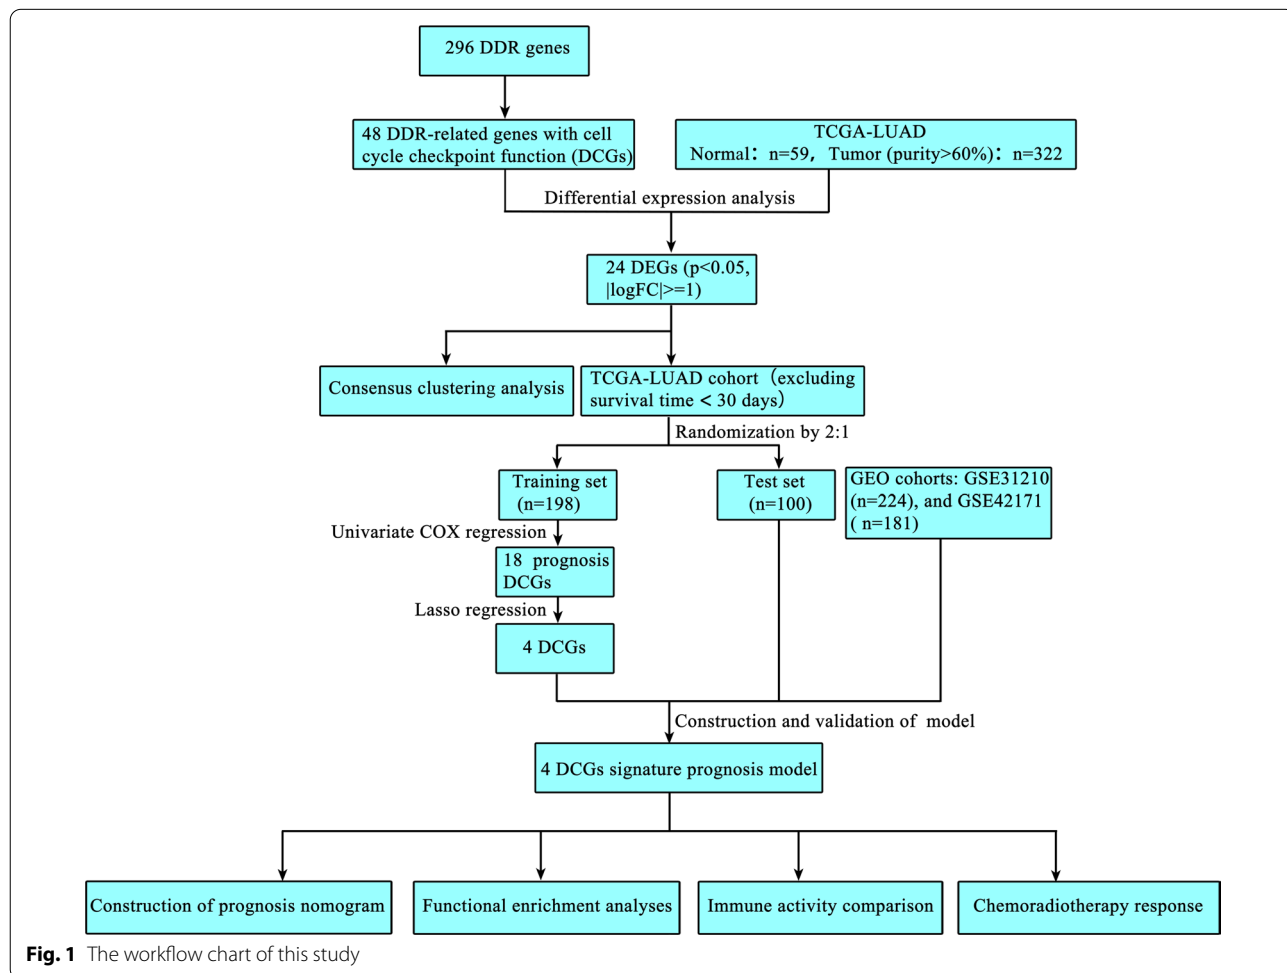 296 DDR genes
48 DDR-related genes with cell
cycle checkpoint function (DCGs)
TCGA-LUAD
Normal：n=59，Tumor (purity>60%)：n=322
Differential expression analysis
24 DEGs (p<0.05,
|logFC|>=1)
Consensus clustering analysis
TCGA-LUAD cohort（excluding
survival time < 30 days）
Randomization by 2:1
Training set
(n=198)
Test set
(n=100)
GEO cohorts: GSE31210
(n=224), and GSE42171
( n=181)
Univariate COX regression
18 prognosis
DCGs
Lasso regression
4 DCGs
Construction and validation of model
4 DCGs signature prognosis model
Construction of prognosis nomogram
Functional enrichment analyses
Immune activity comparison
Chemoradiotherapy response
Fig. 1 The workflow chart of this study